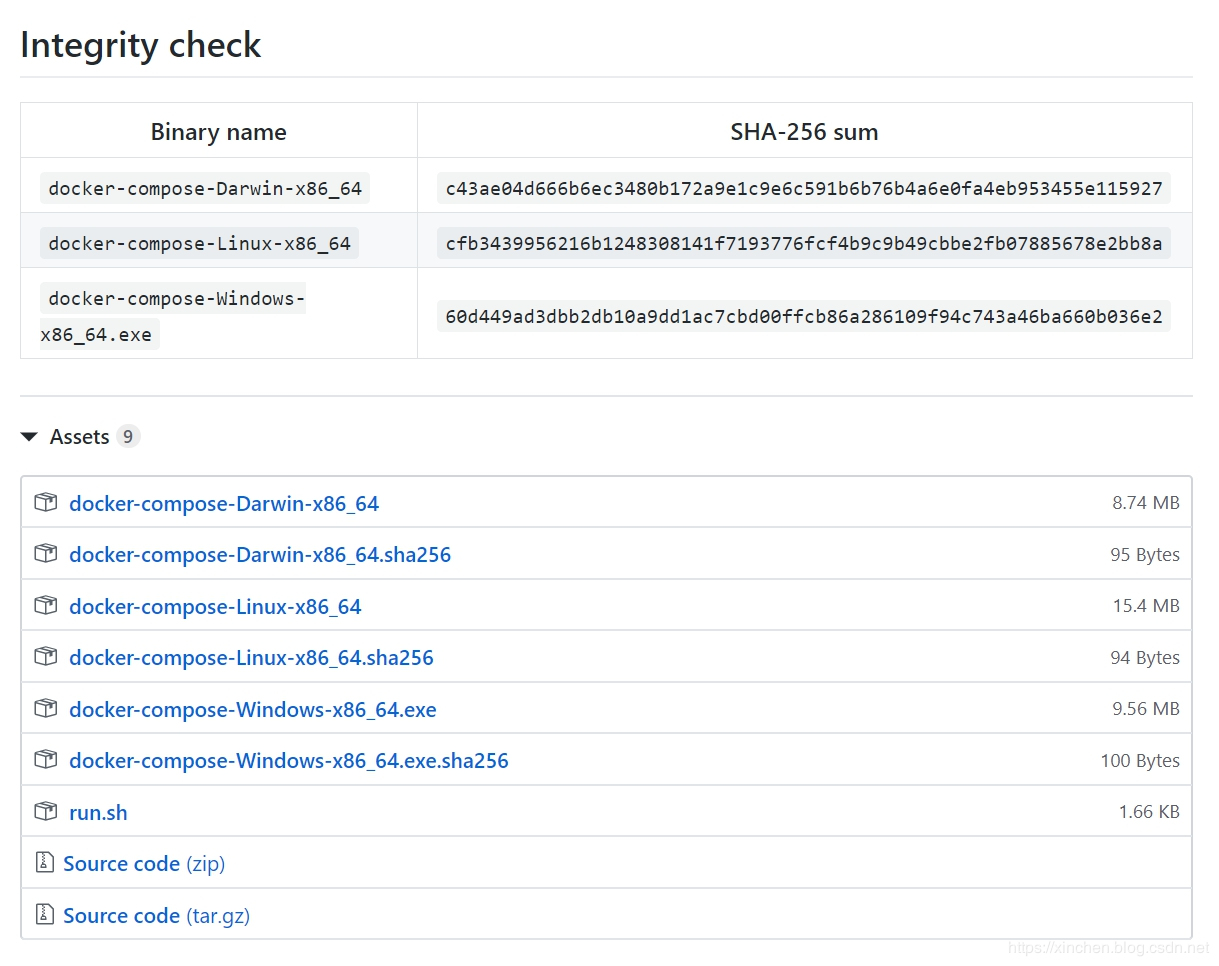 Integrity check
Binary name SHA-256 sum
docker-compose-Darwin-x86_64 c43ae04d666b6ec3480b172a9e1c9e6c591b6b76b4a6e0fa4eb953455e115927
docker-compose-Linux-x86_64 cfb3439956216b1248308141f7193776fcf4b9c9b49cbbe2fb07885678e2bb8a
docker-compose-Windows-
x86_64.exe 60d449ad3dbb2db10a9dd1ac7cbd00ffcb86a286109f94c743a46ba660b036e2
Assets 9
docker-compose-Darwin-x86_64 8.74 MB
docker-compose-Darwin-x86_64.sha256 95 Bytes
docker-compose-Linux-x86_64 15.4 MB
docker-compose-Linux-x86_64.sha256 94 Bytes
docker-compose-Windows-x86_64.exe 9.56 MB
docker-compose-Windows-x86_64.exe.sha256 100 Bytes
run.sh 1.66 KB
Source code (zip)
Source code (tar.gz)
https://xinchen.blog.csdn.net